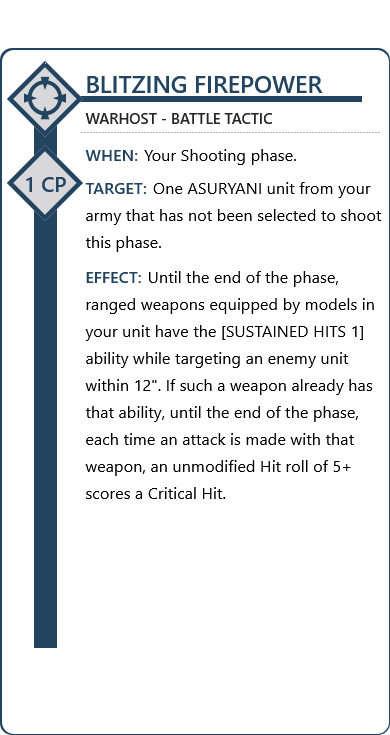 BLITZING FIREPOWER
WARHOST - BATTLE TACTIC
WHEN: Your Shooting phase.
1 CP
TARGET: One ASURYANI unit from your
army that has not been selected to shoot
this phase.
EFFECT: Until the end of the phase,
ranged weapons equipped by models in
your unit have the [SUSTAINED HITS 1]
ability while targeting an enemy unit
within 12". If such a weapon already has
that ability, until the end of the phase,
each time an attack is made with that
weapon, an unmodified Hit roll of 5+
scores a Critical Hit.